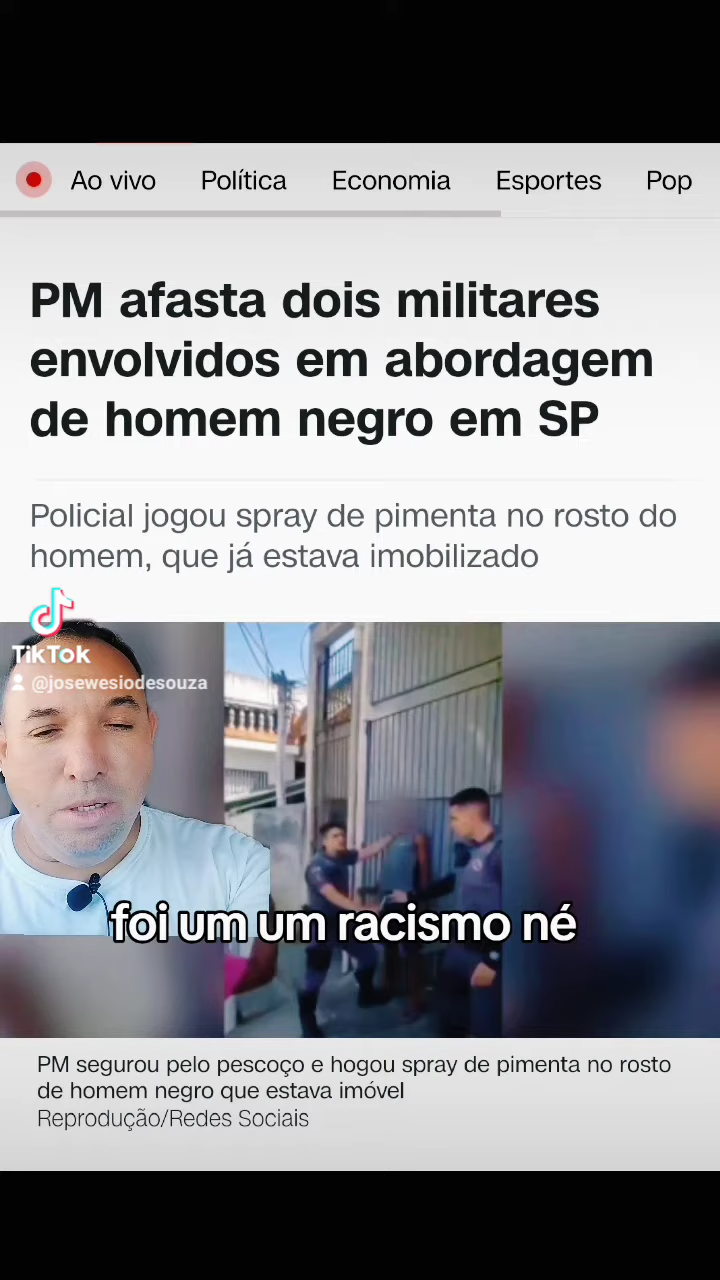 Ao vivo Política Economia Esportes Pop
PM afasta dois militares
envolvidos em abordagem
de homem negro em SP
Policial jogou spray de pimenta no rosto do
homem, que já estava imobilizado
TikTok
@josewesiodesouza
foi um um racismo né
PM segurou pelo pescoço e hogou spray de pimenta no rosto
de homem negro que estava imóvel
Reprodução/Redes Sociais